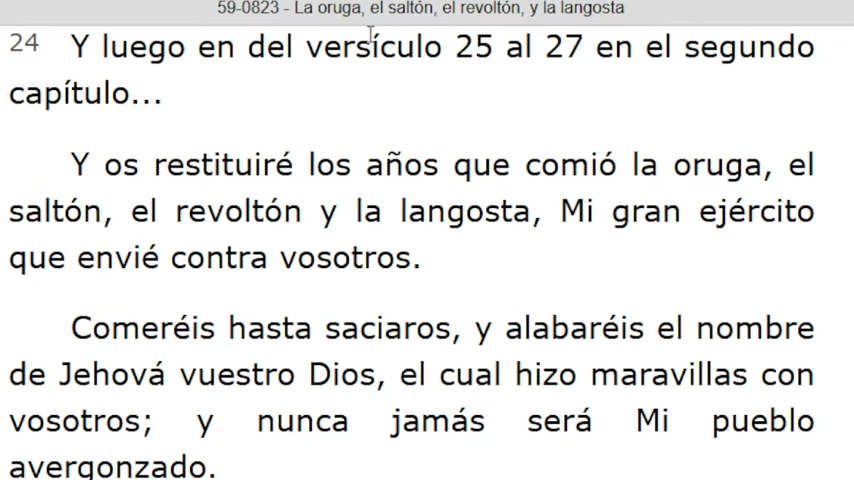 59-0823 - La oruga, el saltón, el revoltón, y la langosta
24 Y luego en del versículo 25 al 27 en el segundo
capítulo...
Y os restituiré los años que comió la oruga, el
saltón, el revoltón y la langosta, Mi gran ejército
que envié contra vosotros.
Comeréis hasta saciaros, y alabaréis el nombre
de Jehová vuestro Dios, el cual hizo maravillas con
vosotros; y nunca jamás será Mi pueblo
avergonzado.